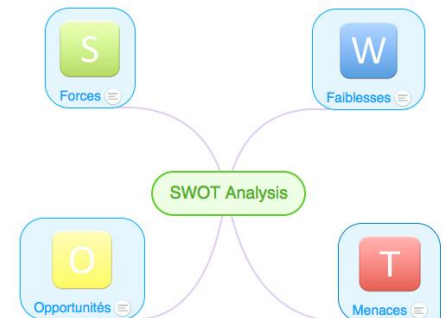 S
Forces
W
Faiblesses
SWOT Analysis
O
Opportunités
T
Menaces